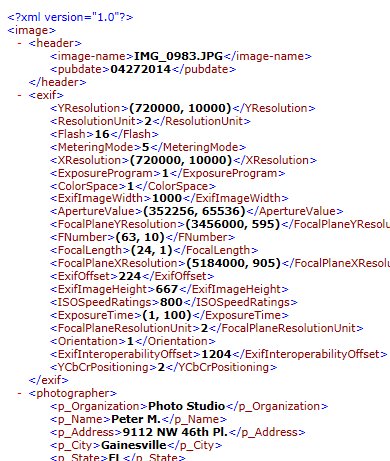 <?xml version="1.0"?>
<image>
- <header>
<image-name>IMG_0983.JPG</image-name>
<pubdate>04272014</pubdate>
</header>
- <exif>
<YResolution>(720000, 10000)</YResolution>
<ResolutionUnit>2</ResolutionUnit>
<Flash>16</Flash>
<MeteringMode>5</MeteringMode>
<XResolution>(720000, 10000)</XResolution>
<ExposureProgram>1</ExposureProgram>
<ColorSpace>1</ColorSpace>
<ExifImageWidth>1000</ExifImageWidth>
<ApertureValue>(352256, 65536)</ApertureValue>
<FocalPlaneYResolution>(3456000, 595)</FocalPlaneYResolu
<FNumber>(63, 10)</FNumber>
<FocalLength>(24, 1)</FocalLength>
<FocalPlaneXResolution>(5184000, 905)</FocalPlaneXResolu
<ExifOffset>224</ExifOffset>
<ExifImageHeight>667</ExifImageHeight>
<ISOSpeedRatings>800</ISOSpeedRatings>
<ExposureTime>(1, 100)</ExposureTime>
<FocalPlaneResolutionUnit>2</FocalPlaneResolutionUnit>
<Orientation>1</Orientation>
<ExifInteroperabilityOffset>1204</ExifInteroperabilityOffset>
<YCbCrPositioning>2</YCbCrPositioning>
</exif>
- <photographer>
<p_Organization>Photo Studio</p_Organization>
<p_Name>Peter M.</p_Name>
<p_Address>9112 NW 46th Pl.</p_Address>
<p_City>Gainesville</p_City>
<p_State>FL</p_State>